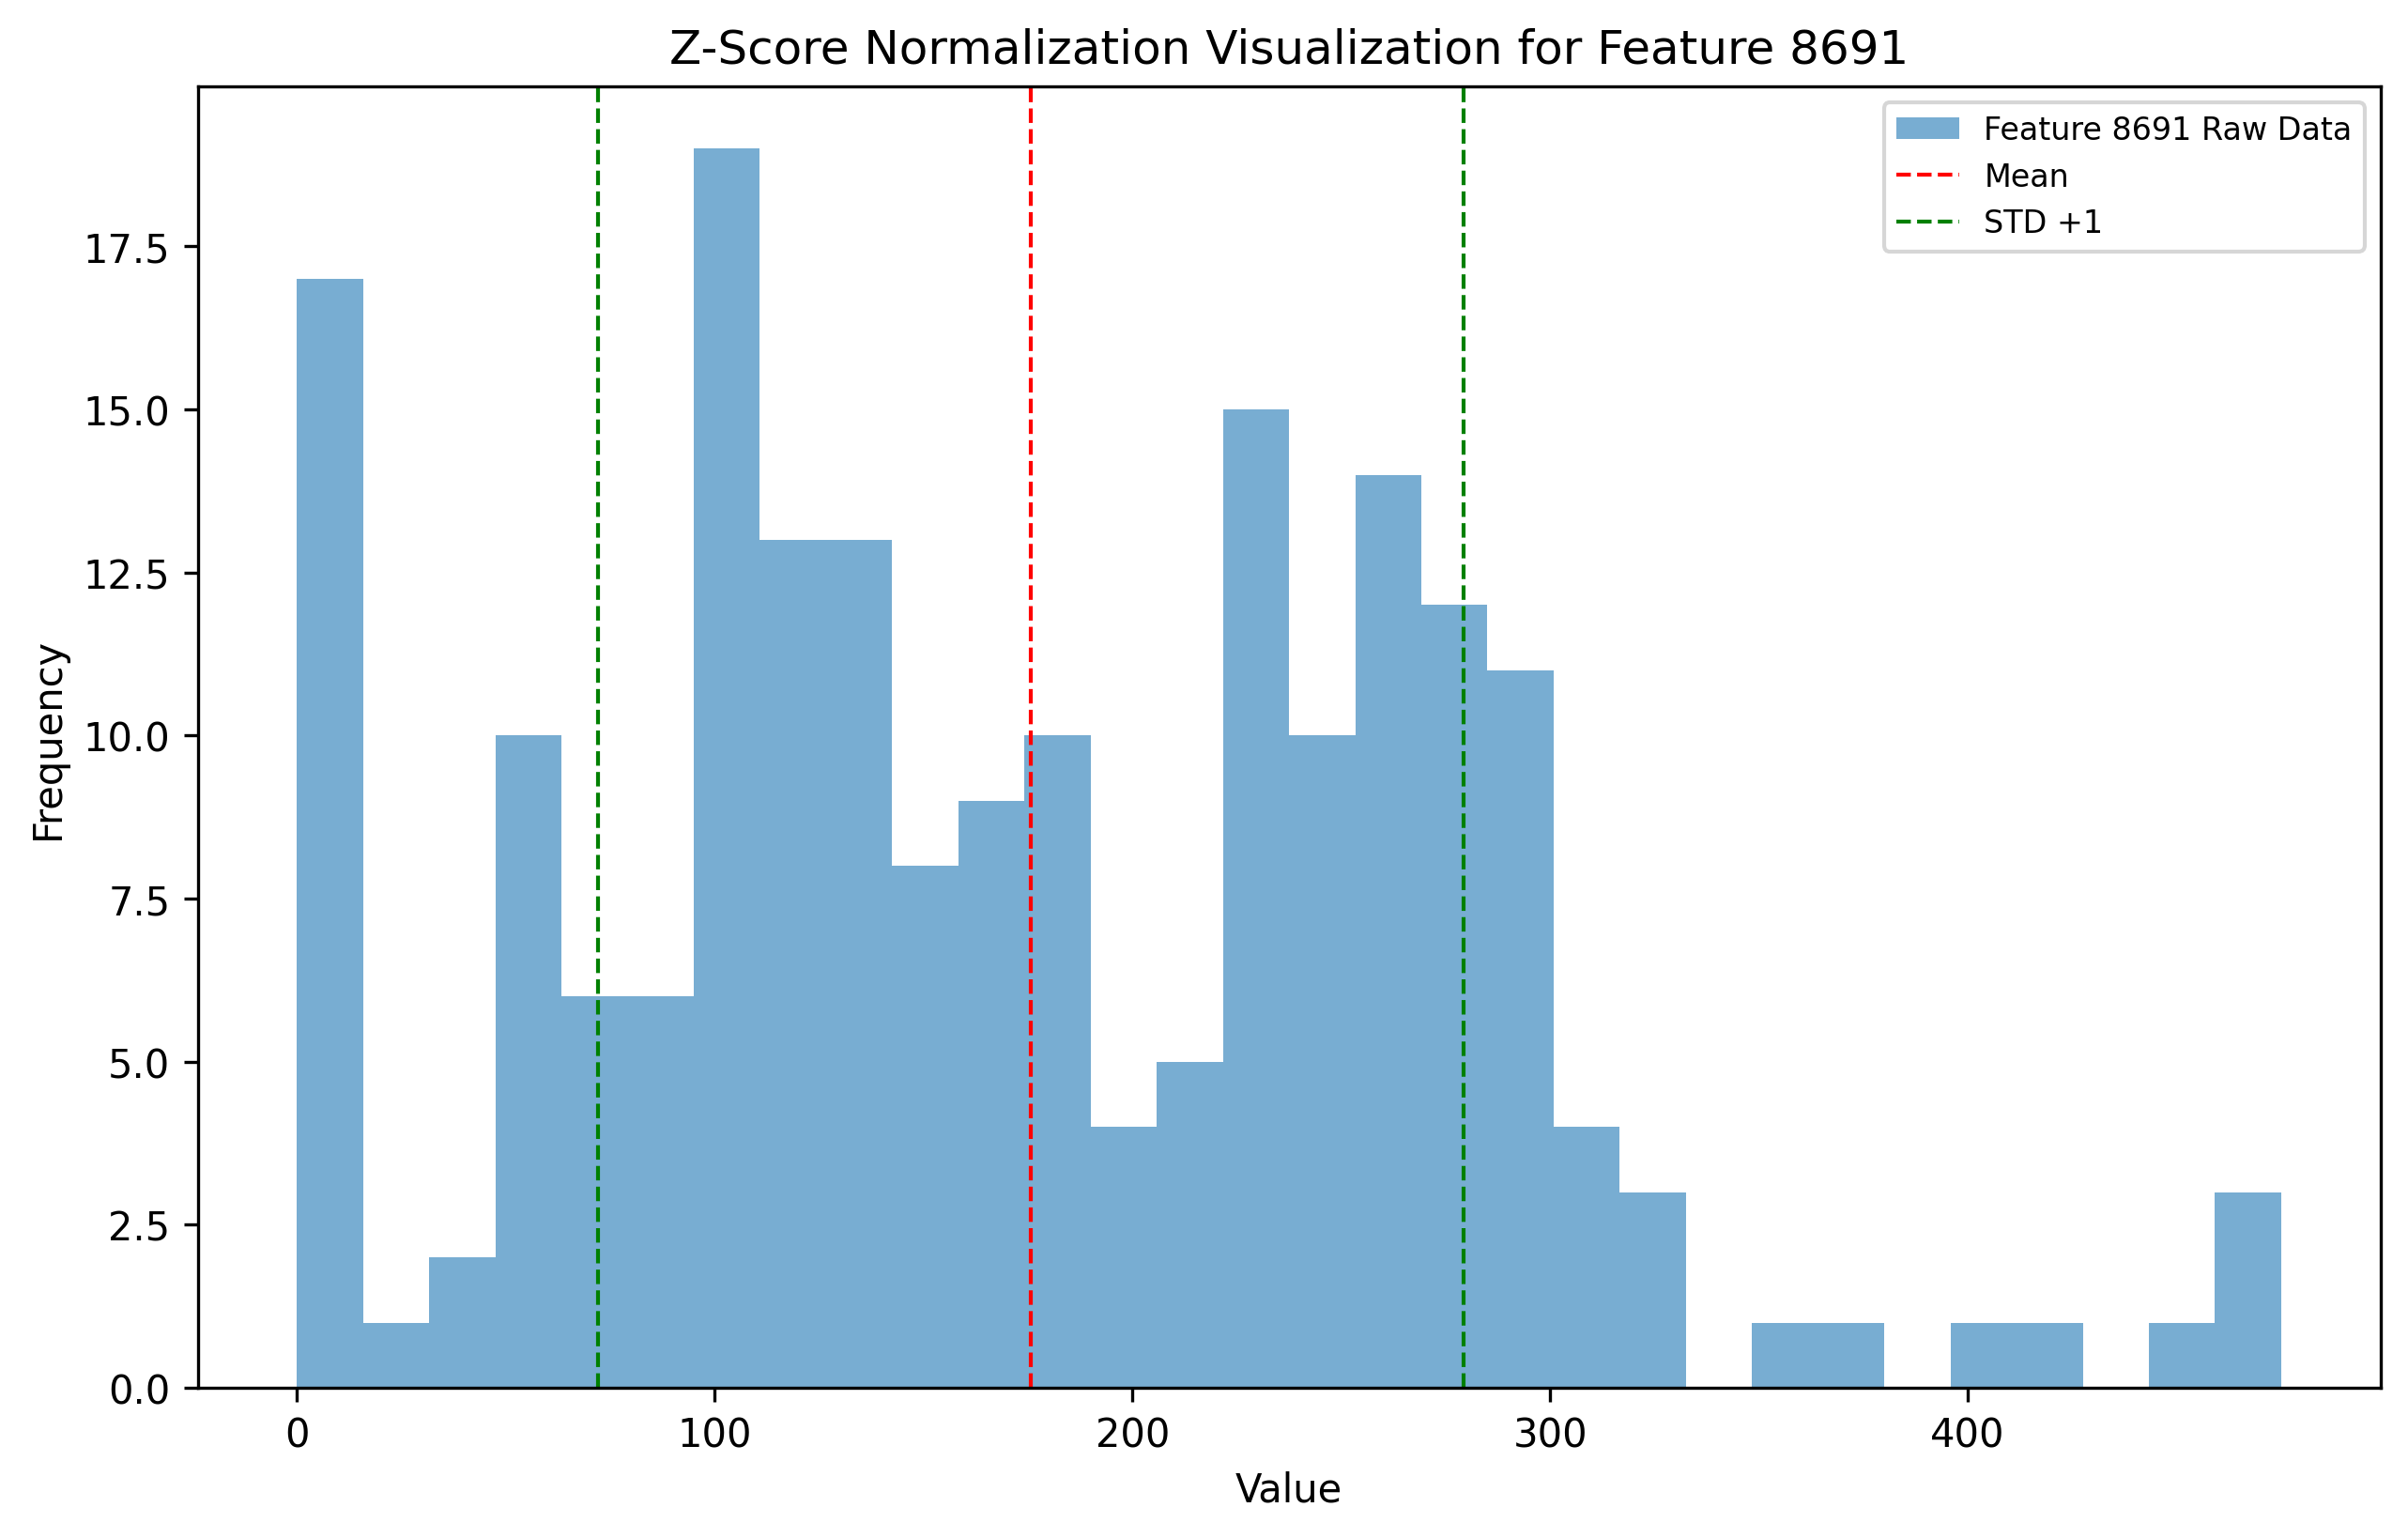 Z-Score Normalization Visualization for Feature 8691
Feature 8691 Raw Data
Mean
STD +1
17.5
15.0
12.5
10.0
7.5
5.0
2.5
0.0
Frequency
0 100 200 300 400
Value